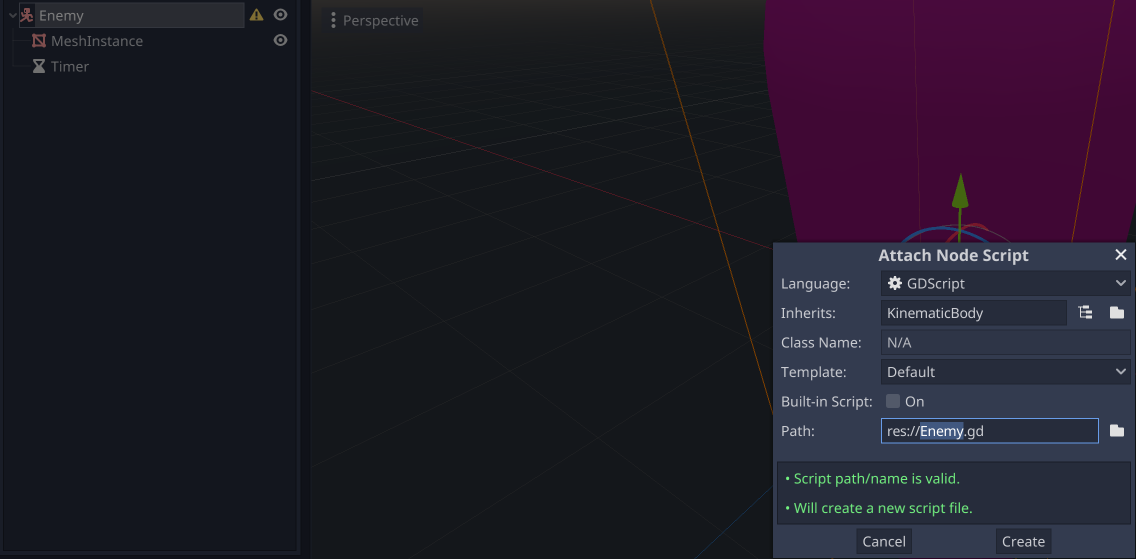 Enemy
MeshInstance
Timer
Perspective
Attach Node Script
Language: GDScript
Inherits: KinematicBody
Class Name: N/A
Template: Default
Built-in Script: On
Path: res://Enemy.gd
• Script path/name is valid.
• Will create a new script file.
Cancel Create